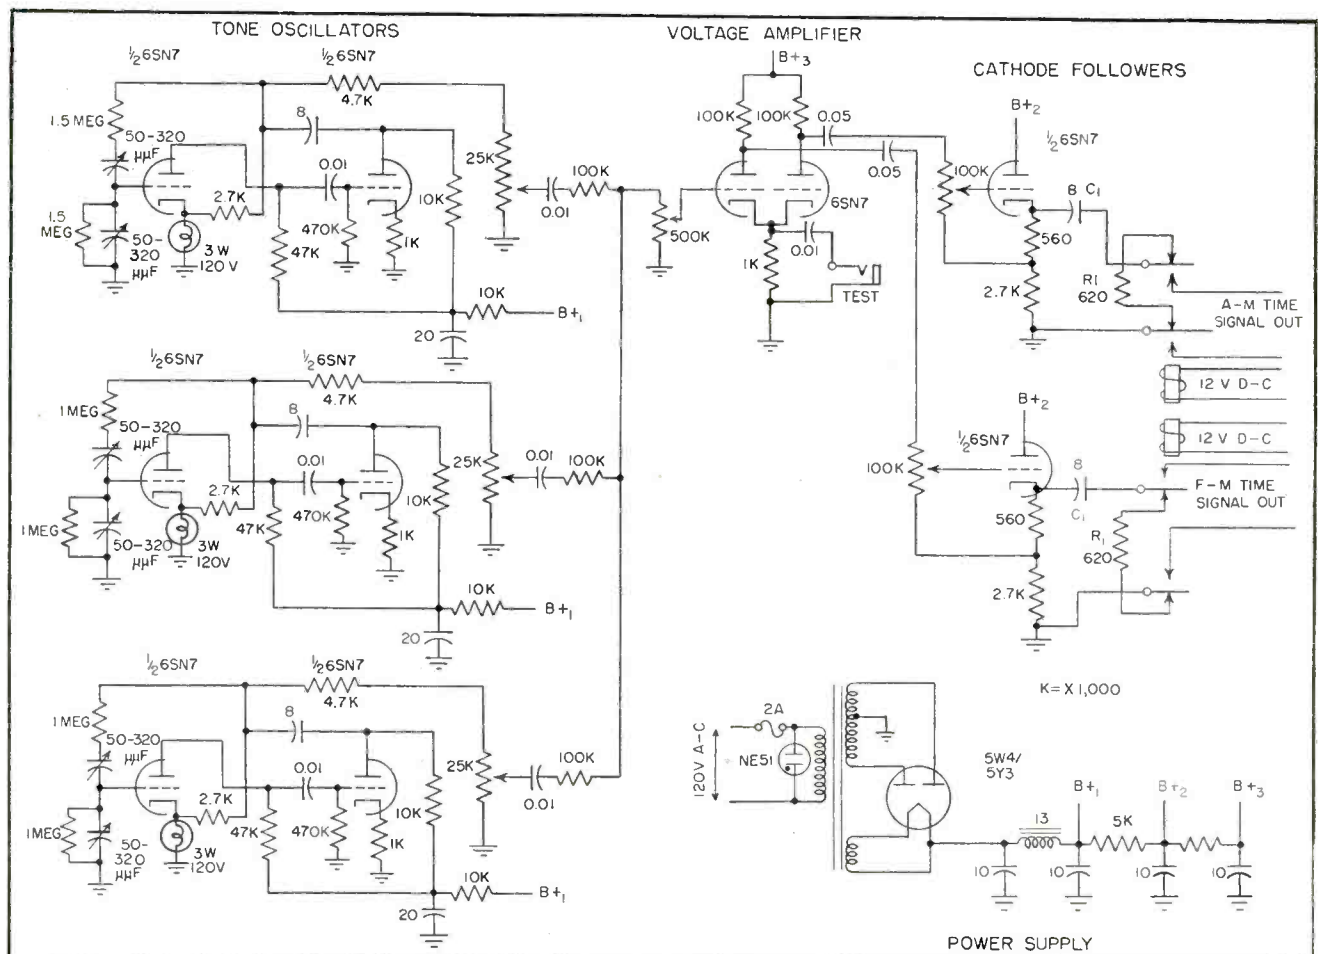 TONE OSCILLATORS
½6SN7
½6SN7
4.7K
1.5 MEG
50-320
µµF
8
0.01
25K
2.7K
10K
1.5
MEG
50-
320
µµF
3W
120V
47K
470K
1K
10K
B+1
20
0.01
100K
½6SN7
½6SN7
4.7K
1MEG
50-320
µµF
8
0.01
25K
2.7K
10K
1MEG
50-320
µµF
3W
120V
47K
470K
1K
10K
B+1
20
0.01
100K
½6SN7
½6SN7
4.7K
1MEG
50-320
µµF
8
0.01
25K
2.7K
10K
1MEG
50-
320
µµF
3W
120V
47K
470K
1K
10K
B+1
20
0.01
100K
VOLTAGE AMPLIFIER
B+3
100K
100K
0.05
0.05
6SN7
500K
1K
0.01
TEST
CATHODE FOLLOWERS
B+2
½6SN7
100K
8 C1
560
2.7K
R1
620
A-M TIME
SIGNAL OUT
12 V D-C
12 V D-C
B+2
½6SN7
100K
8
C1
560
2.7K
R1
620
F-M TIME
SIGNAL OUT
K=X1,000
120V A-C
2A
NE51
5W4/
5Y3
13
B+1
5K
B+2
B+3
10
10
10
10
POWER SUPPLY